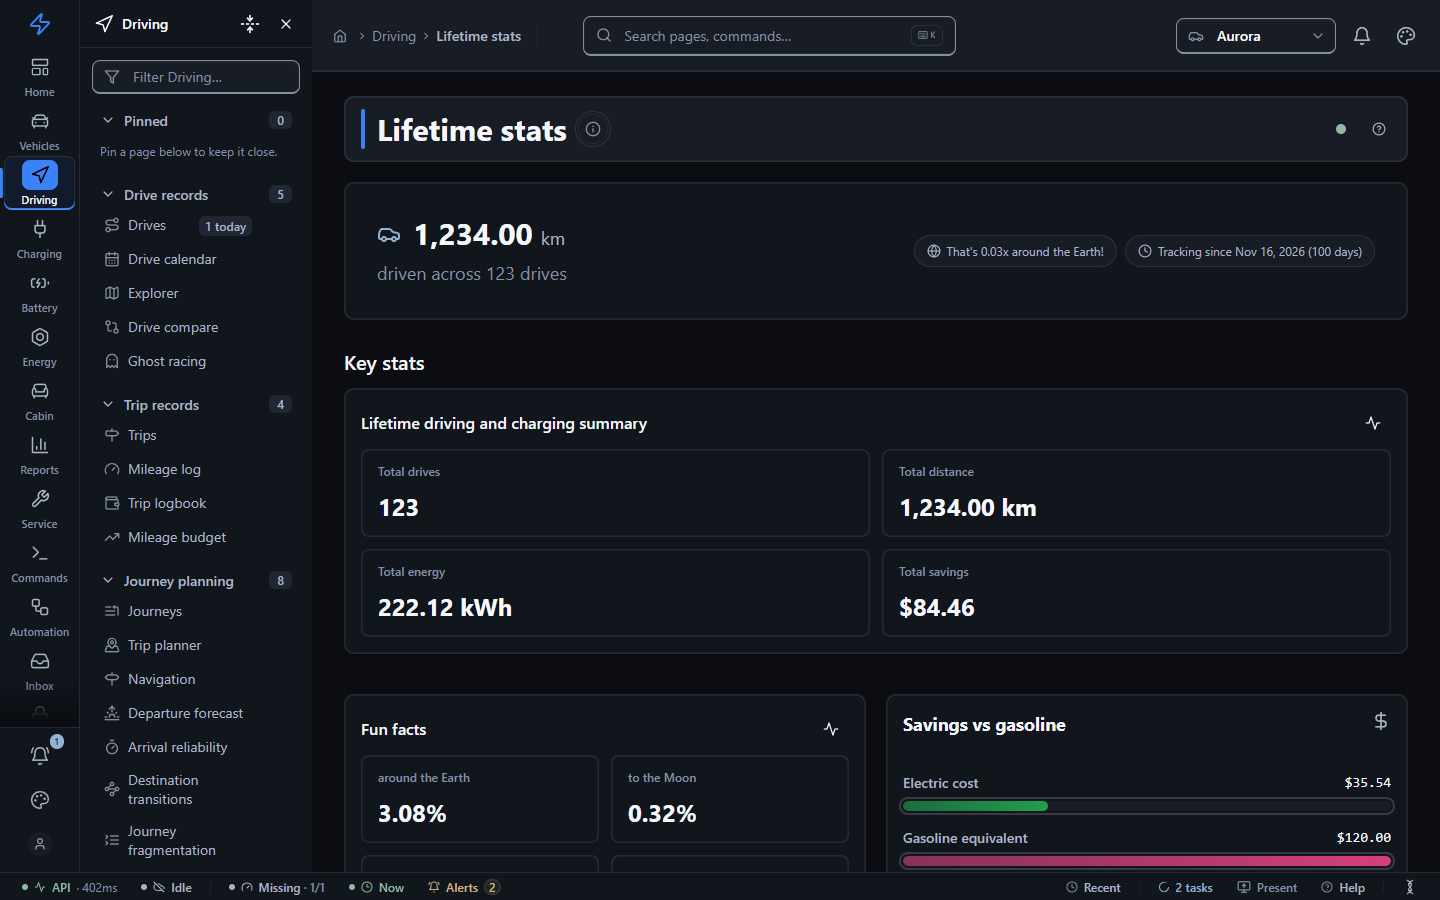 Home
Vehicles
Driving
Charging
Battery
Energy
Cabin
Reports
Service
Commands
Automation
Inbox
1
Driving
Filter Driving...
Pinned 0
Pin a page below to keep it close.
Drive records 5
Drives 1 today
Drive calendar
Explorer
Drive compare
Ghost racing
Trip records 4
Trips
Mileage log
Trip logbook
Mileage budget
Journey planning 8
Journeys
Trip planner
Navigation
Departure forecast
Arrival reliability
Destination
transitions
Journey
fragmentation
Driving Lifetime stats
Search pages, commands... K
Aurora
Lifetime stats
1,234.00 km
driven across 123 drives
That's 0.03x around the Earth!
Tracking since Nov 16, 2026 (100 days)
Key stats
Lifetime driving and charging summary
Total drives
123
Total distance
1,234.00 km
Total energy
222.12 kWh
Total savings
$84.46
Fun facts
around the Earth
3.08%
to the Moon
0.32%
Savings vs gasoline
Electric cost $35.54
Gasoline equivalent $120.00
API · 402ms Idle Missing · 1/1 Now Alerts 2 Recent 2 tasks Present Help